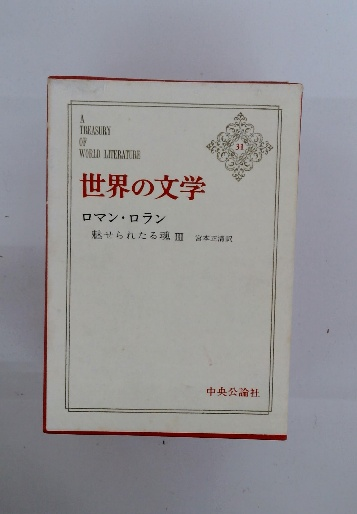 A
TREASURY
OF
WORLD LITERATURE
31
世界の文学
ロマン・ロラン
魅せられたる魂 III 宮本正清訳
中央公論社